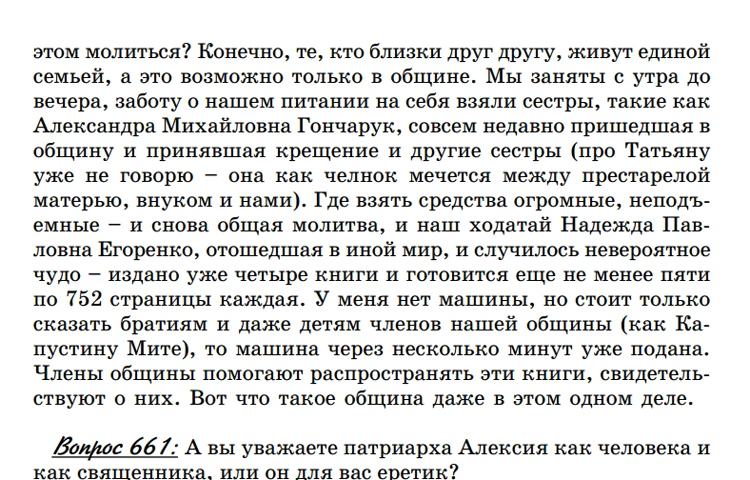 этом молиться? Конечно, те, кто близки друг другу, живут единой
семьей, а это возможно только в общине. Мы заняты с утра до
вечера, заботу о нашем питании на себя взяли сестры, такие как
Александра Михайловна Гончарук, совсем недавно пришедшая в
общину и принявшая крещение и другие сестры (про Татьяну
уже не говорю – она как челнок мечется между престарелой
матерью, внуком и нами). Где взять средства огромные, неподъ-
емные – и снова общая молитва, и наш ходатай Надежда Пав-
ловна Егоренко, отошедшая в иной мир, и случилось невероятное
чудо – издано уже четыре книги и готовится еще не менее пяти
по 752 страницы каждая. У меня нет машины, но стоит только
сказать братиям и даже детям членов нашей общины (как Ка-
пустину Мите), то машина через несколько минут уже подана.
Члены общины помогают распространять эти книги, свидетель-
ствуют о них. Вот что такое община даже в этом одном деле.
Вопрос 661: А вы уважаете патриарха Алексия как человека и
как священника, или он для вас еретик?